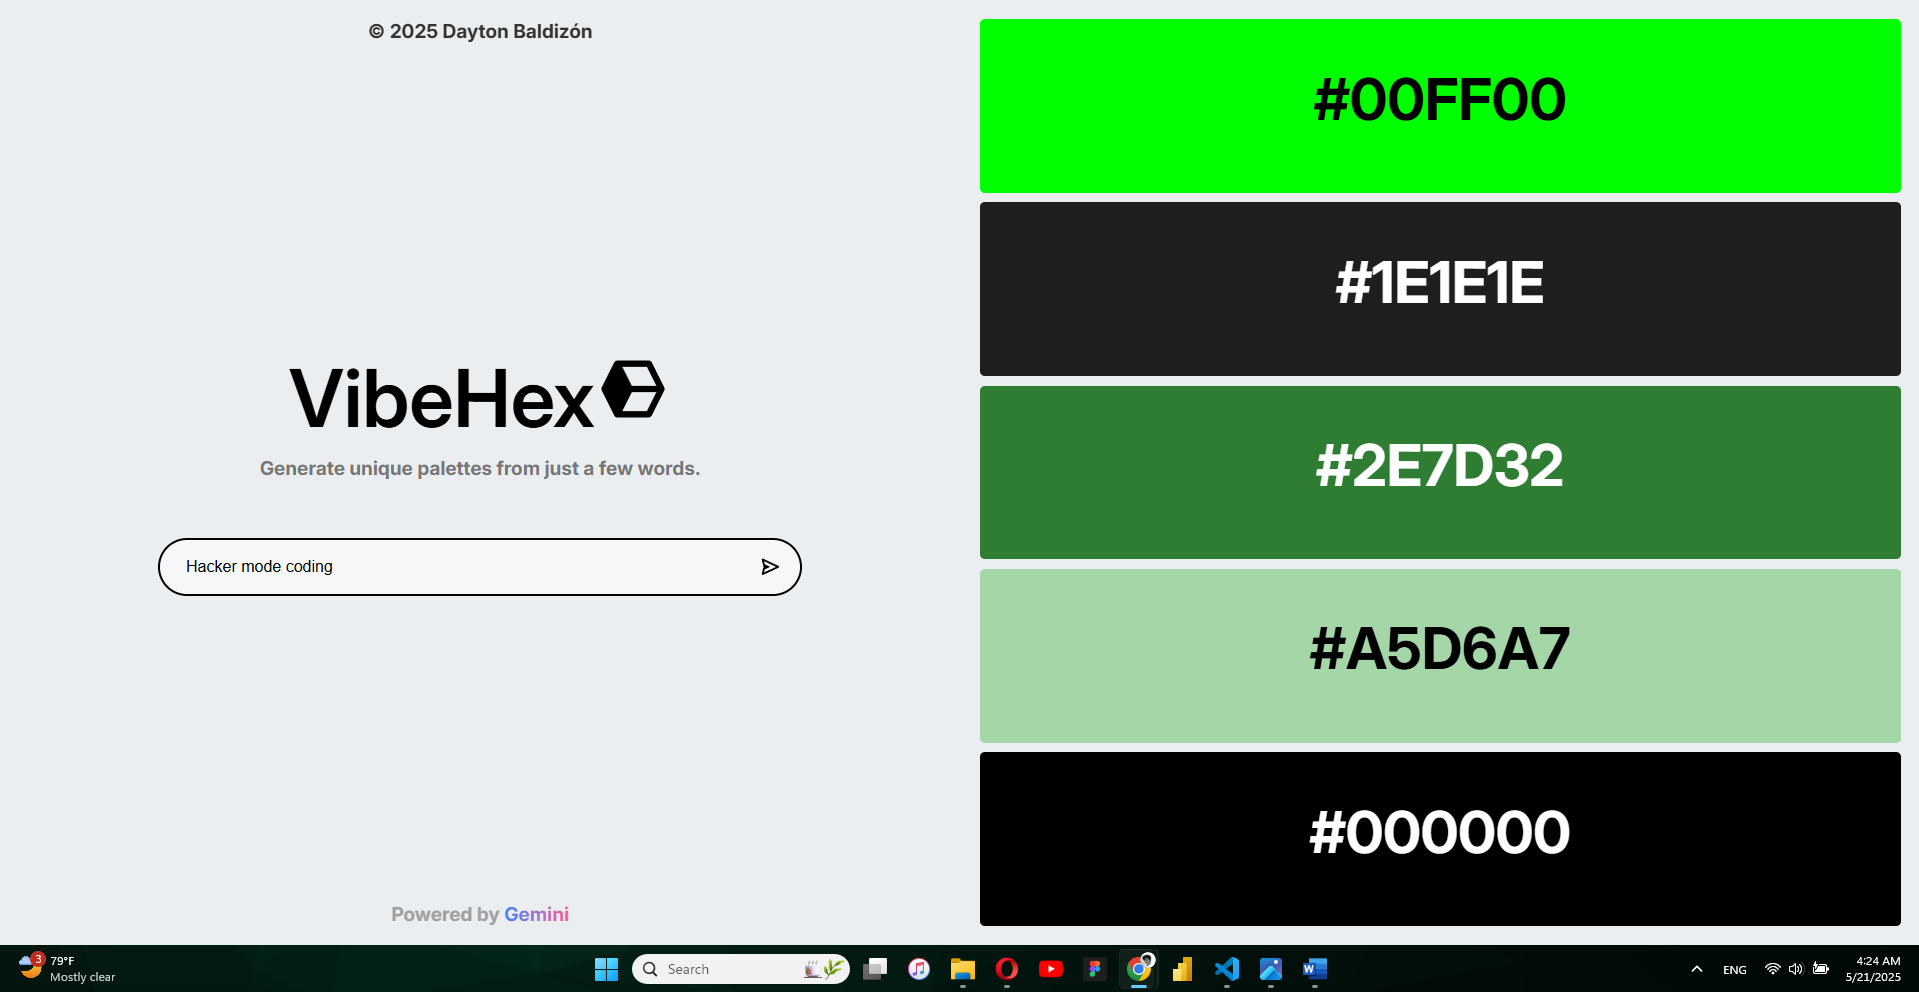 © 2025 Dayton Baldizón
VibeHex
Generate unique palettes from just a few words.
Hacker mode coding
Powered by Gemini
#00FF00
#1E1E1E
#2E7D32
#A5D6A7
#000000
3
79°F
Mostly clear
Search
ENG
4:24 AM
5/21/2025